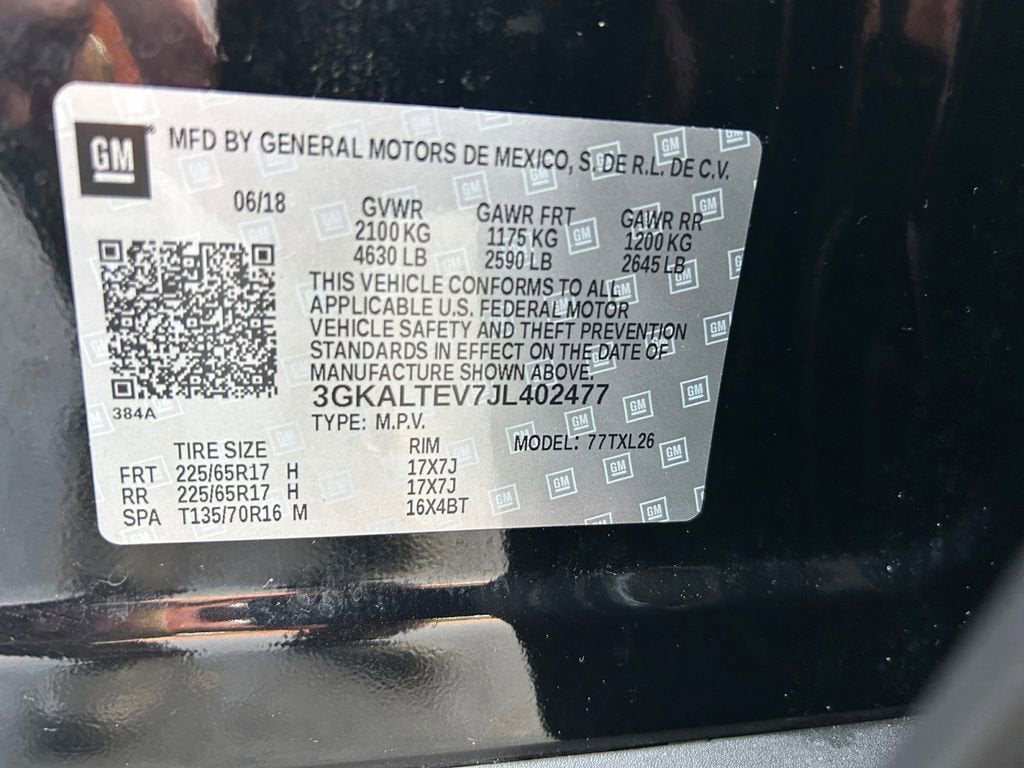 GM® MFD BY GENERAL MOTORS DE MEXICO, S. DE R.L. DE C.V.
06/18 GVWR GAWR FRT GAWR RR
2100 KG 1175 KG 1200 KG
4630 LB 2590 LB 2645 LB
THIS VEHICLE CONFORMS TO ALL
APPLICABLE U.S. FEDERAL MOTOR
VEHICLE SAFETY AND THEFT PREVENTION
STANDARDS IN EFFECT ON THE DATE OF
MANUFACTURE SHOWN ABOVE.
3GKALTEV7JL402477
384A
TYPE: M.P.V. MODEL: 77TXL26
TIRE SIZE RIM
FRT 225/65R17 H 17X7J
RR 225/65R17 H 17X7J
SPA T135/70R16 M 16X4BT